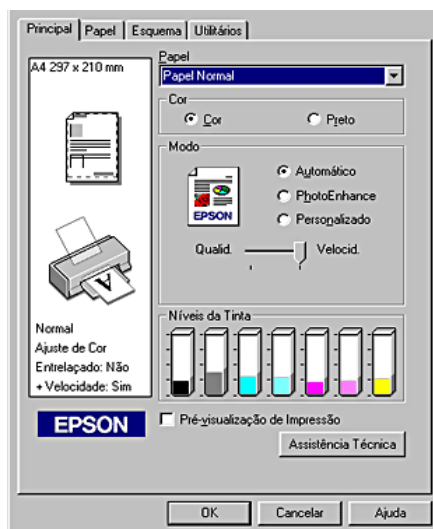 Principal Papel Esquema Utilitários
A4 297 x 210 mm
Papel
Papel Normal
Cor
Cor Preto
Modo
EPSON
Automático
PhotoEnhance
Personalizado
Qualid. Velocid.
A
Níveis da Tinta
Normal
Ajuste de Cor
Entrelaçado: Não
+ Velocidade: Sim
EPSON
Pré-visualização de Impressão
Assistência Técnica
OK Cancelar Ajuda